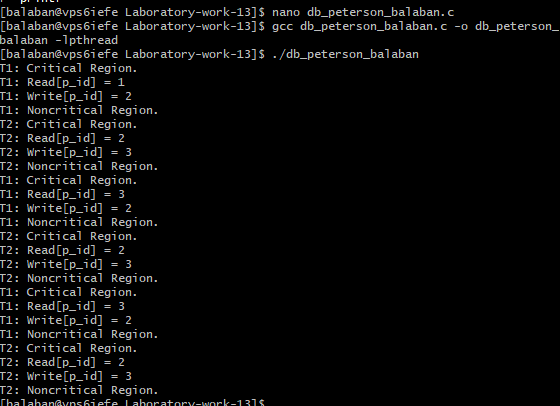 [balaban@vps6iefe Laboratory-work-13]$ nano db_peterson_balaban.c
[balaban@vps6iefe Laboratory-work-13]$ gcc db_peterson_balaban.c -o db_peterson_
balaban -lpthread
[balaban@vps6iefe Laboratory-work-13]$ ./db_peterson_balaban
T1: Critical Region.
T1: Read[p_id] = 1
T1: Write[p_id] = 2
T1: Noncritical Region.
T2: Critical Region.
T2: Read[p_id] = 2
T2: Write[p_id] = 3
T2: Noncritical Region.
T1: Critical Region.
T1: Read[p_id] = 3
T1: Write[p_id] = 2
T1: Noncritical Region.
T2: Critical Region.
T2: Read[p_id] = 2
T2: Write[p_id] = 3
T2: Noncritical Region.
T1: Critical Region.
T1: Read[p_id] = 3
T1: Write[p_id] = 2
T1: Noncritical Region.
T2: Critical Region.
T2: Read[p_id] = 2
T2: Write[p_id] = 3
T2: Noncritical Region.
[balaban@vps6iefe Laboratory-work-13]$